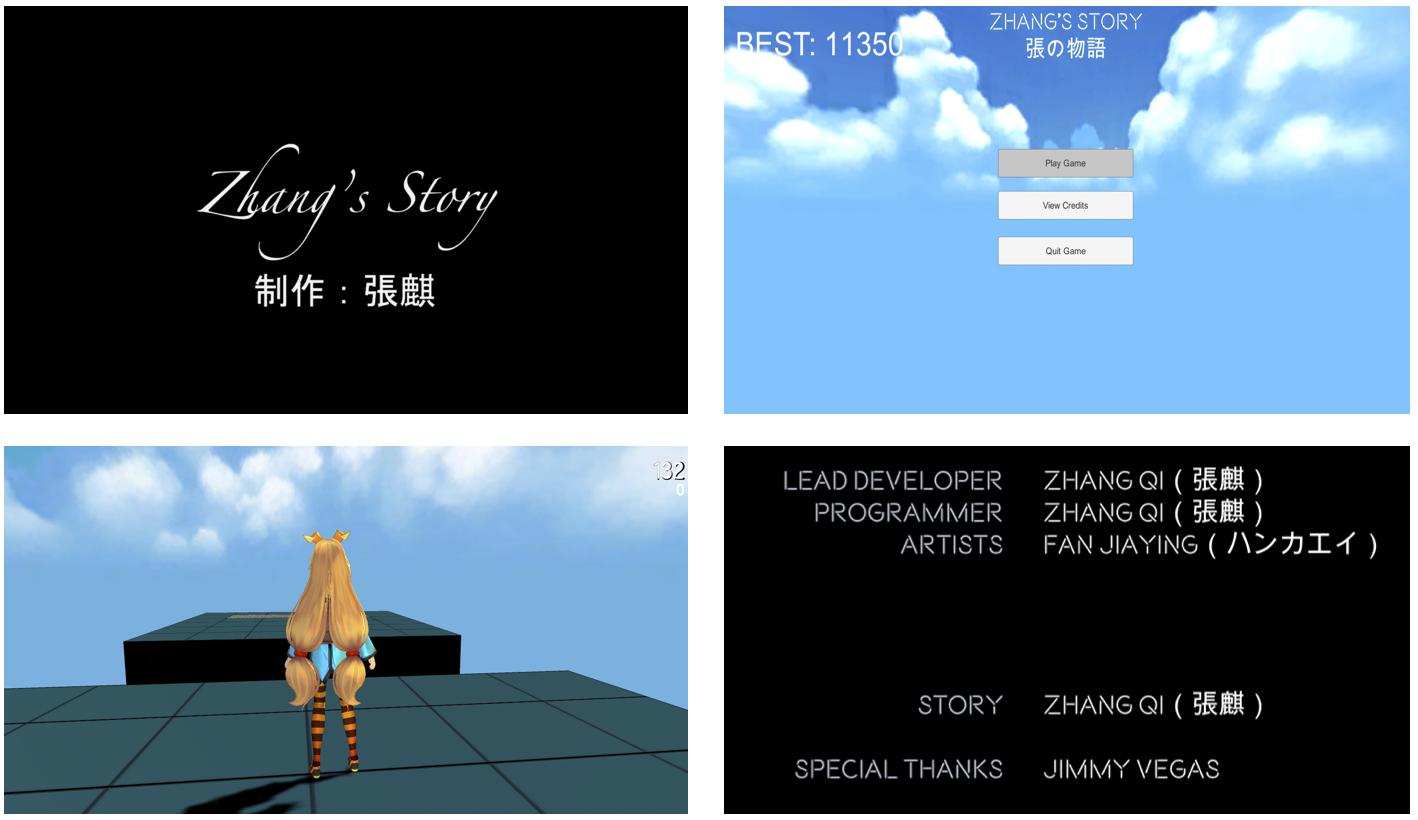 Zhang's Story
制作：張麒
BEST: 11350
ZHANG'S STORY
張の物語
Play Game
View Credits
Quit Game
132
0
LEAD DEVELOPER ZHANG QI ( 張麒 )
PROGRAMMER ZHANG QI ( 張麒 )
ARTISTS FAN JIAYING ( ハンカエイ )
STORY ZHANG QI ( 張麒 )
SPECIAL THANKS JIMMY VEGAS